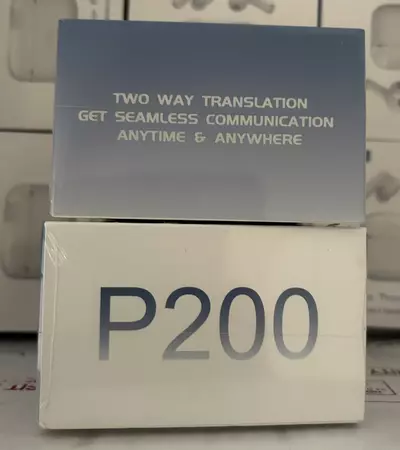 TWO WAY TRANSLATION
GET SEAMLESS COMMUNICATION
ANYTIME & ANYWHERE
P200